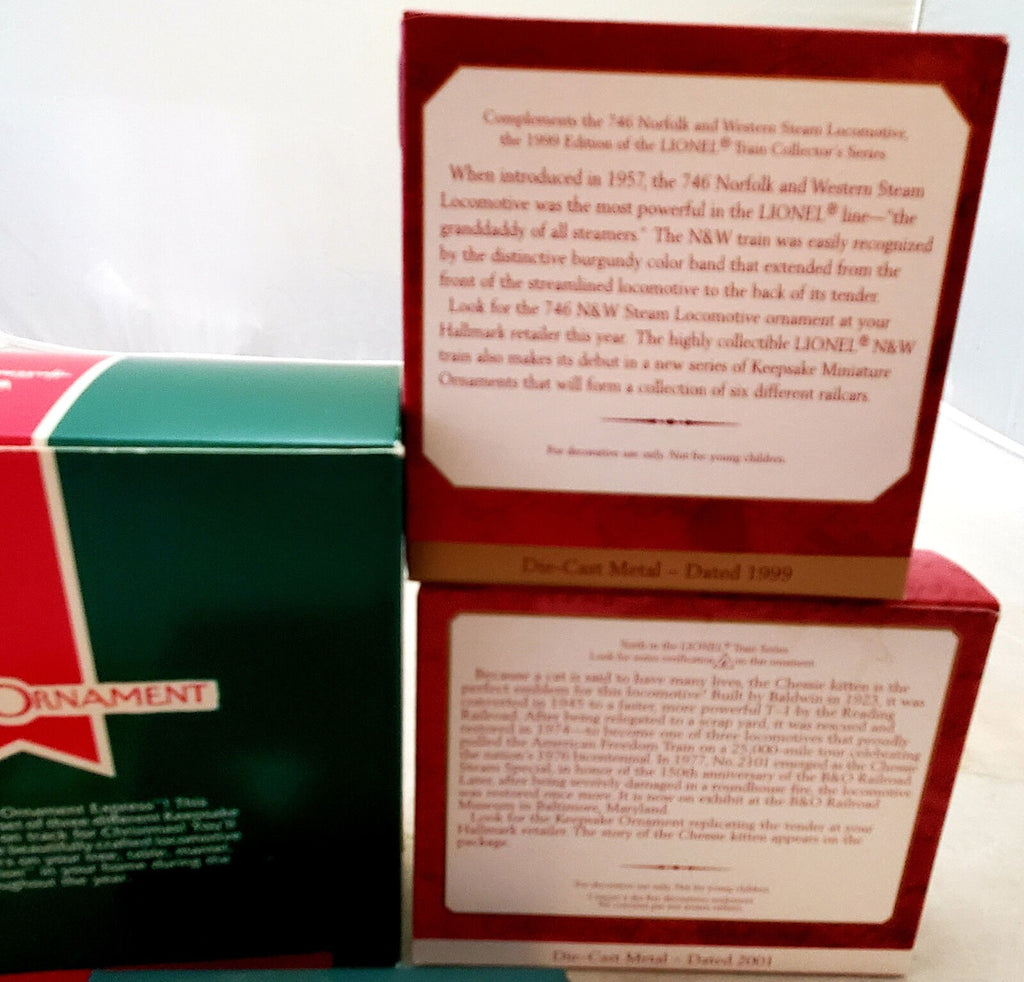 Complements the 746 Norfolk and Western Steam Locomotive,
the 1999 Edition of the LIONEL® Train Collector's Series
When introduced in 1957, the 746 Norfolk and Western Steam
Locomotive was the most powerful in the LIONEL® line—"the
granddaddy of all steamers." The N&W train was easily recognized
by the distinctive burgundy color band that extended from the
front of the streamlined locomotive to the back of its tender.
Look for the 746 N&W Steam Locomotive ornament at your
Hallmark retailer this year. The highly collectible LIONEL® N&W
train also makes its debut in a new series of Keepsake Miniature
Ornaments that will form a collection of six different railcars.
For decorative use only. Not for young children.
Die-Cast Metal – Dated 1999
in the LIONEL® Train Series
Look for on this ornament
Because a cat is said to have many lives, the Chessie kitten is the
perfect emblem for this locomotive! Built by Baldwin in 1923, it was
converted in 1945 to a faster, more powerful T-1 by the Reading
Railroad. After being relegated to a scrap yard, it was rescued and
restored in 1974—to become one of three locomotives that proudly
pulled the American Freedom Train on a 25,000-mile tour celebrating
the nation's 1976 bicentennial. In 1977, No. 2101 emerged as the Chessie
Steam Special, in honor of the 150th anniversary of the B&O Railroad.
Later, after being severely damaged in a roundhouse fire, the locomotive
was restored once more. It is now on exhibit at the B&O Railroad
Museum in Baltimore, Maryland.
Look for the Keepsake Ornament replicating the tender at your
Hallmark retailer. The story of the Chessie kitten appears on the
package.
For decorative use only. Not for young children.
Die-Cast Metal – Dated 2001
ORNAMENT
Ornament Express"! This